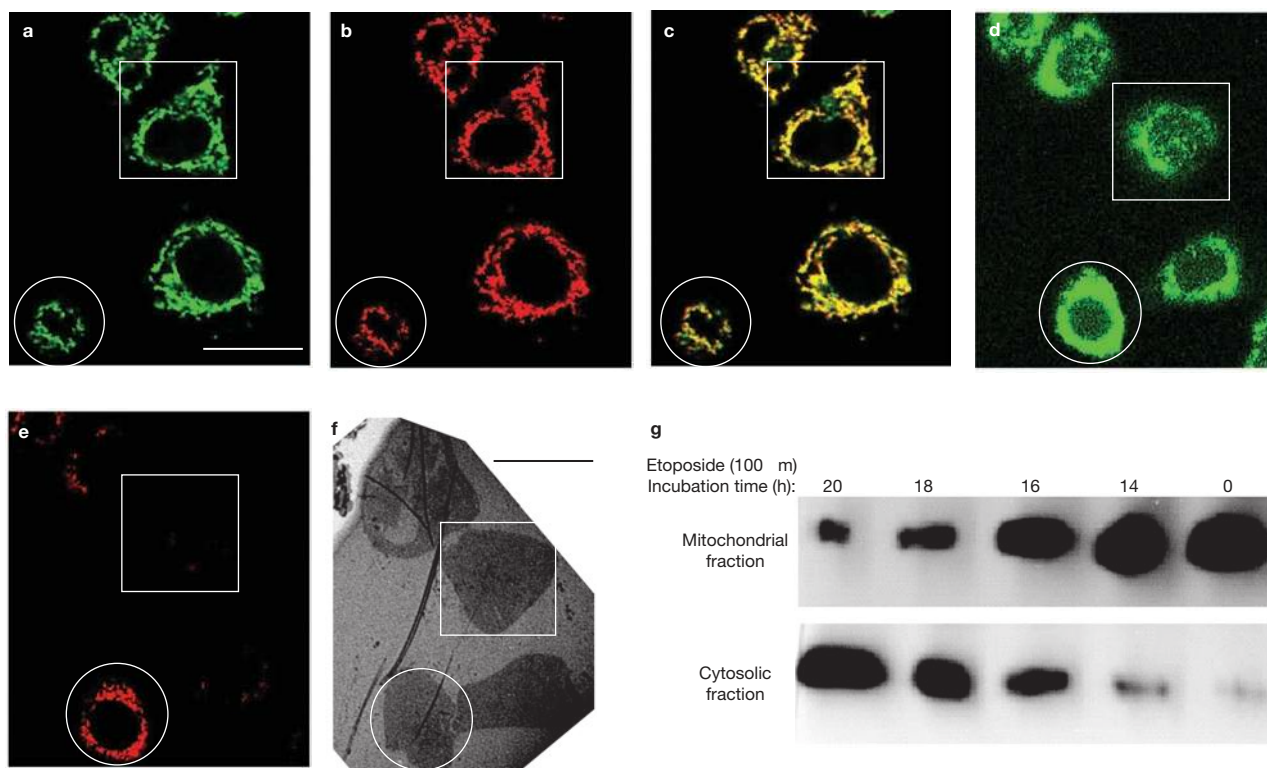 a
b
c
d
e
f
g
Etoposide (100 m)
Incubation time (h): 20 18 16 14 0
Mitochondrial
fraction
Cytosolic
fraction